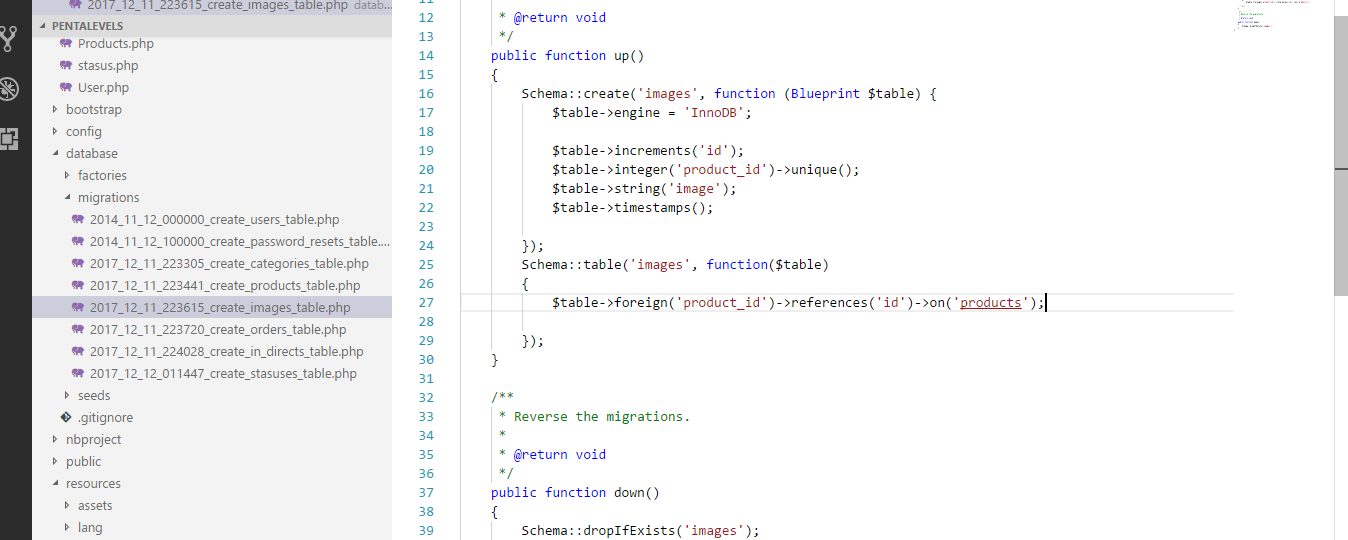 2017_12_11_223615_create_images_table.php datab...
PENTALEVELS
Products.php
stasus.php
User.php
bootstrap
config
database
factories
migrations
2014_11_12_000000_create_users_table.php
2014_11_12_100000_create_password_resets_table....
2017_12_11_223305_create_categories_table.php
2017_12_11_223441_create_products_table.php
2017_12_11_223615_create_images_table.php
2017_12_11_223720_create_orders_table.php
2017_12_11_224028_create_in_directs_table.php
2017_12_12_011447_create_stasuses_table.php
seeds
.gitignore
nbproject
public
resources
assets
lang
11
12 * @return void
13 */
14 public function up()
15 {
16 Schema::create('images', function (Blueprint $table) {
17 $table->engine = 'InnoDB';
18
19 $table->increments('id');
20 $table->integer('product_id')->unique();
21 $table->string('image');
22 $table->timestamps();
23
24 });
25 Schema::table('images', function($table)
26 {
27 $table->foreign('product_id')->references('id')->on('products');
28
29 });
30 }
31
32 /**
33 * Reverse the migrations.
34 *
35 * @return void
36 */
37 public function down()
38 {
39 Schema::dropIfExists('images');